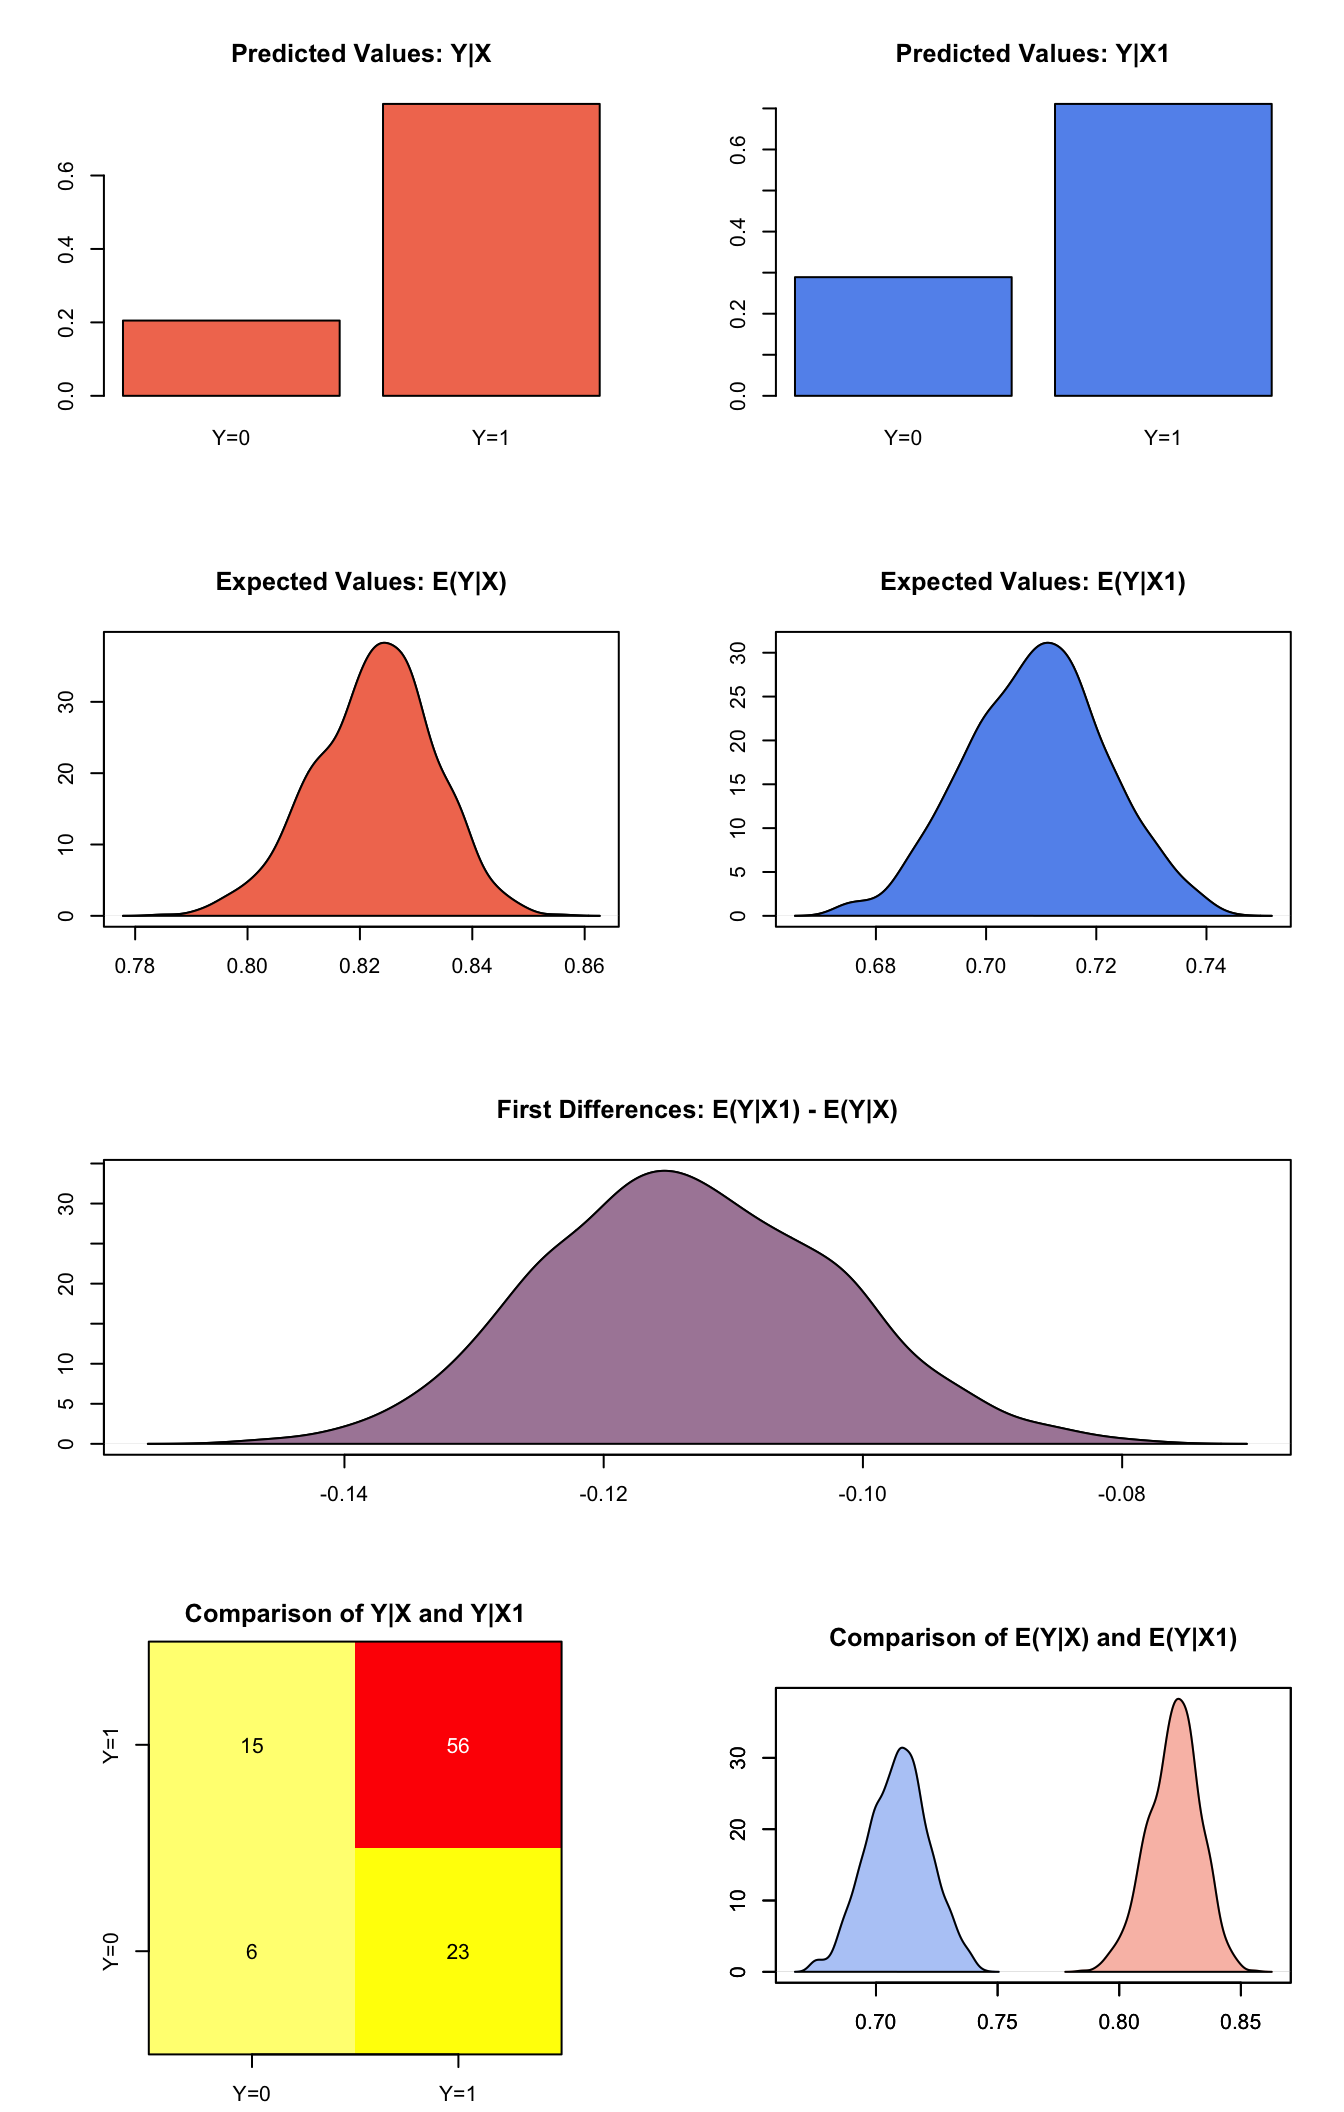 Predicted Values: Y|X
0.0 0.2 0.4 0.6
Y=0 Y=1
Predicted Values: Y|X1
0.0 0.2 0.4 0.6
Y=0 Y=1
Expected Values: E(Y|X)
0 10 20 30
0.78 0.80 0.82 0.84 0.86
Expected Values: E(Y|X1)
0 5 10 15 20 25 30
0.68 0.70 0.72 0.74
First Differences: E(Y|X1) - E(Y|X)
0 5 10 20 30
-0.14 -0.12 -0.10 -0.08
Comparison of Y|X and Y|X1
Y=1 15 56
Y=0 6 23
Y=0 Y=1
Comparison of E(Y|X) and E(Y|X1)
0 10 20 30
0.70 0.75 0.80 0.85